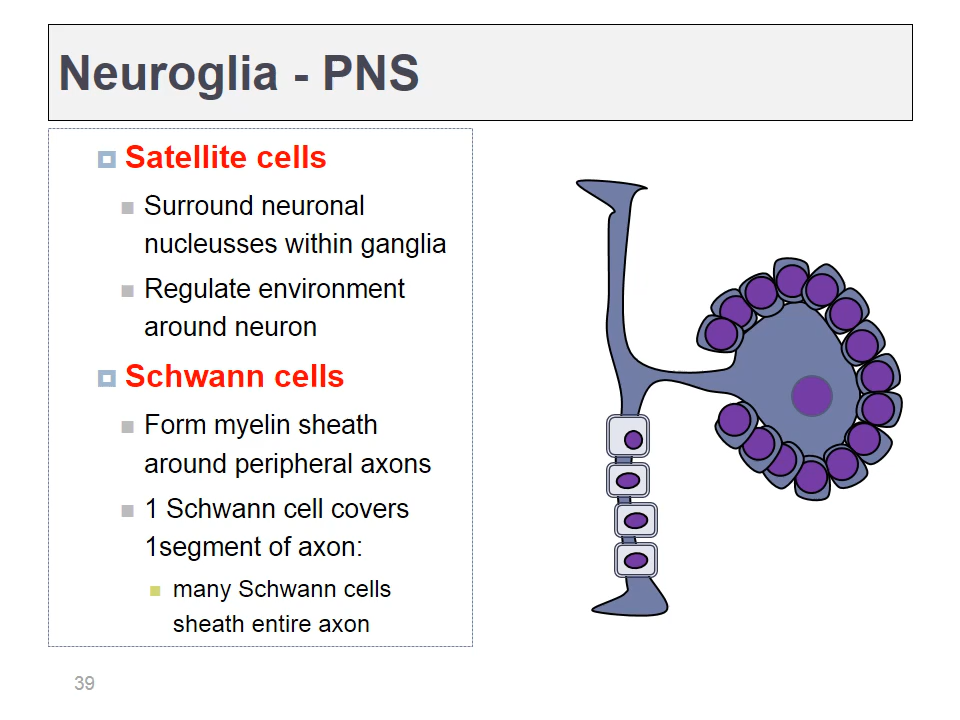 Neuroglia - PNS
Satellite cells
Surround neuronal
nucleusses within ganglia
Regulate environment
around neuron
Schwann cells
Form myelin sheath
around peripheral axons
1 Schwann cell covers
1segment of axon:
many Schwann cells
sheath entire axon
39